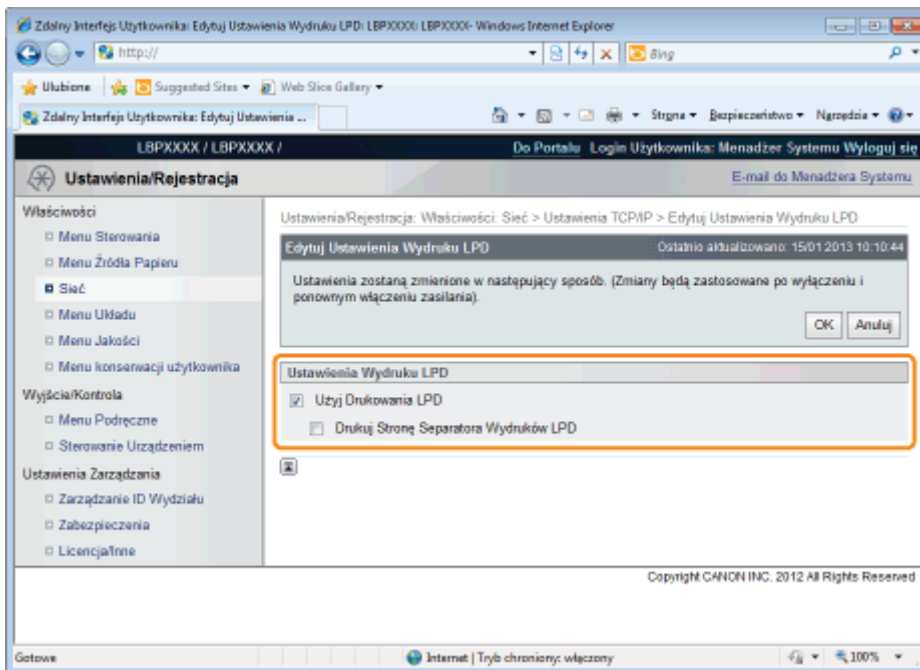 Zdalny Interfejs Użytkownika: Edytuj Ustawienia Wydruku LPD: LBPXXXX: LBPXXXX- Windows Internet Explorer
http://
Bing
Ulubione Suggested Sites Web Slice Gallery
Zdalny Interfejs Użytkownika: Edytuj Ustawienia ...
Strona Bezpieczeństwo Narzędzia
LBPXXXX / LBPXXXX /
Do Portalu Login Użytkownika: Menadżer Systemu Wyloguj się
Ustawienia/Rejestracja
E-mail do Menadżera Systemu
Właściwości
Menu Sterowania
Menu Źródła Papieru
Sieć
Menu Układu
Menu Jakości
Menu konserwacji użytkownika
Wyjście/Kontrola
Menu Podręczne
Sterowanie Urządzeniem
Ustawienia Zarządzania
Zarządzanie ID Wydziału
Zabezpieczenia
Licencja/Inne
Ustawienia/Rejestracja: Właściwości: Sieć > Ustawienia TCP/IP > Edytuj Ustawienia Wydruku LPD
Edytuj Ustawienia Wydruku LPD
Ostatnio aktualizowano: 15/01 2013 10:10:44
Ustawienia zostaną zmienione w następujący sposób. (Zmiany będą zastosowane po wyłączeniu i
ponownym włączeniu zasilania).
OK Anuluj
Ustawienia Wydruku LPD
Użyj Drukowania LPD
Drukuj Stronę Separatora Wydruków LPD
Copyright CANON INC. 2012 All Rights Reserved
Gotowe
Internet | Tryb chroniony: włączony
100%